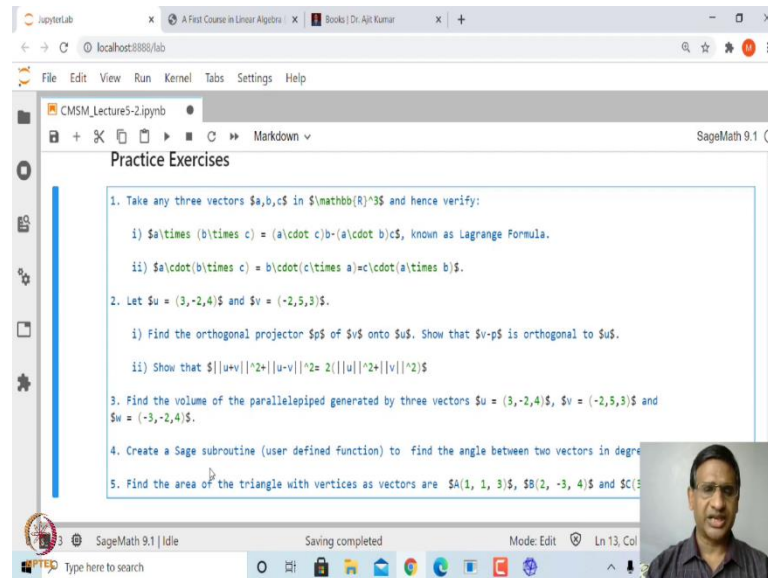 JupyterLab
A First Course in Linear Algebra |
Books | Dr. Ajit Kumar
localhost:8888/lab
M
File Edit View Run Kernel Tabs Settings Help
CMSM_Lecture5-2.ipynb
Markdown
SageMath 9.1
Practice Exercises
1. Take any three vectors $a,b,c$ in $\mathbb{R}^3$ and hence verify:
i) $a\times (b\times c) = (a\cdot c)b-(a\cdot b)c$, known as Lagrange Formula.
ii) $a\cdot(b\times c) = b\cdot(c\times a)=c\cdot(a\times b)$.
2. Let $u = (3,-2,4)$ and $v = (-2,5,3)$.
i) Find the orthogonal projector $p$ of $v$ onto $u$. Show that $v-p$ is orthogonal to $u$.
ii) Show that $||u+v||^2+||u-v||^2= 2(||u||^2+||v||^2)$
3. Find the volume of the parallelepiped generated by three vectors $u = (3,-2,4)$, $v = (-2,5,3)$ and
$w = (-3,-2,4)$.
4. Create a Sage subroutine (user defined function) to find the angle between two vectors in degre
5. Find the area of the triangle with vertices as vectors are $A(1, 1, 3)$, $B(2, -3, 4)$ and $C(3
3 SageMath 9.1 | Idle Saving completed Mode: Edit Ln 13, Col
NPTEL
Type here to search